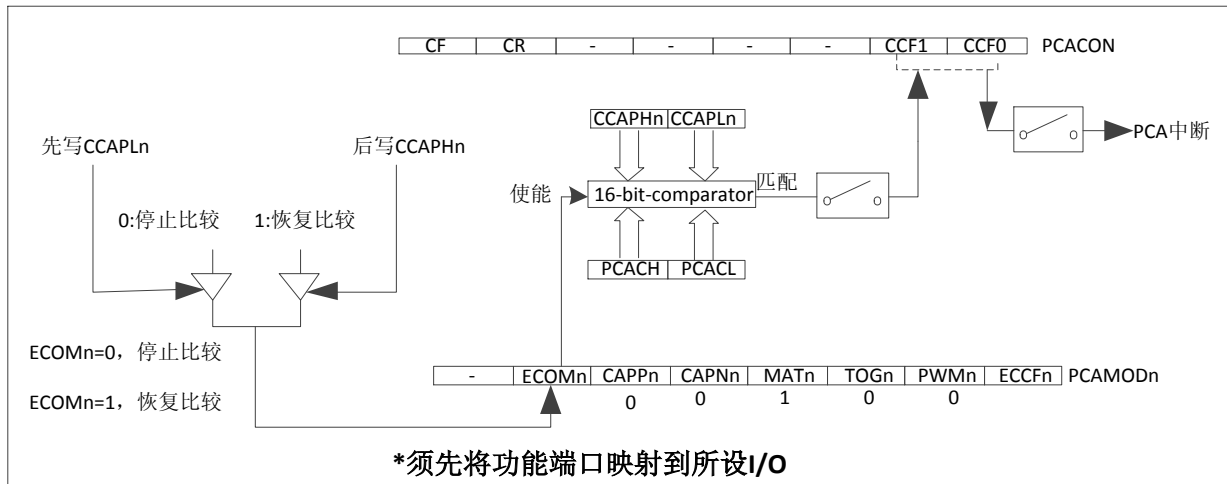 CF CR - - - - CCF1 CCF0 PCACON
CCAPHn CCAPLn
PCA中断
先写CCAPLn 后写CCAPHn
使能 16-bit-comparator 匹配
0:停止比较 1:恢复比较
PCACH PCACL
ECOMn=0，停止比较
- ECOMn CAPPn CAPNn MATn TOGn PWMn ECCFn PCAMODn
ECOMn=1，恢复比较
0 0 1 0 0
*须先将功能端口映射到所设I/O